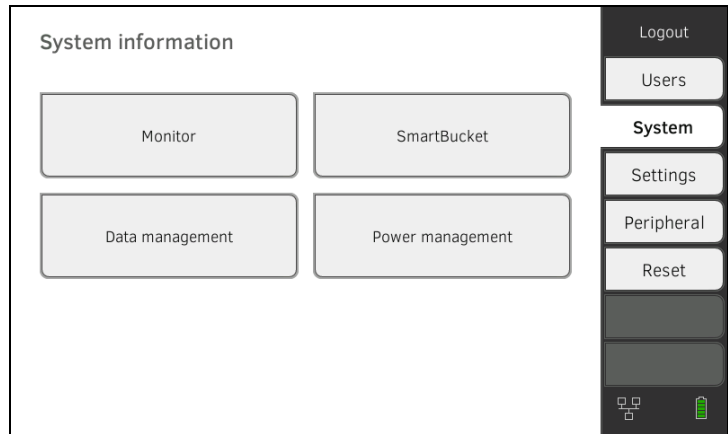 System information
Monitor
SmartBucket
Data management
Power management
Logout
Users
System
Settings
Peripheral
Reset